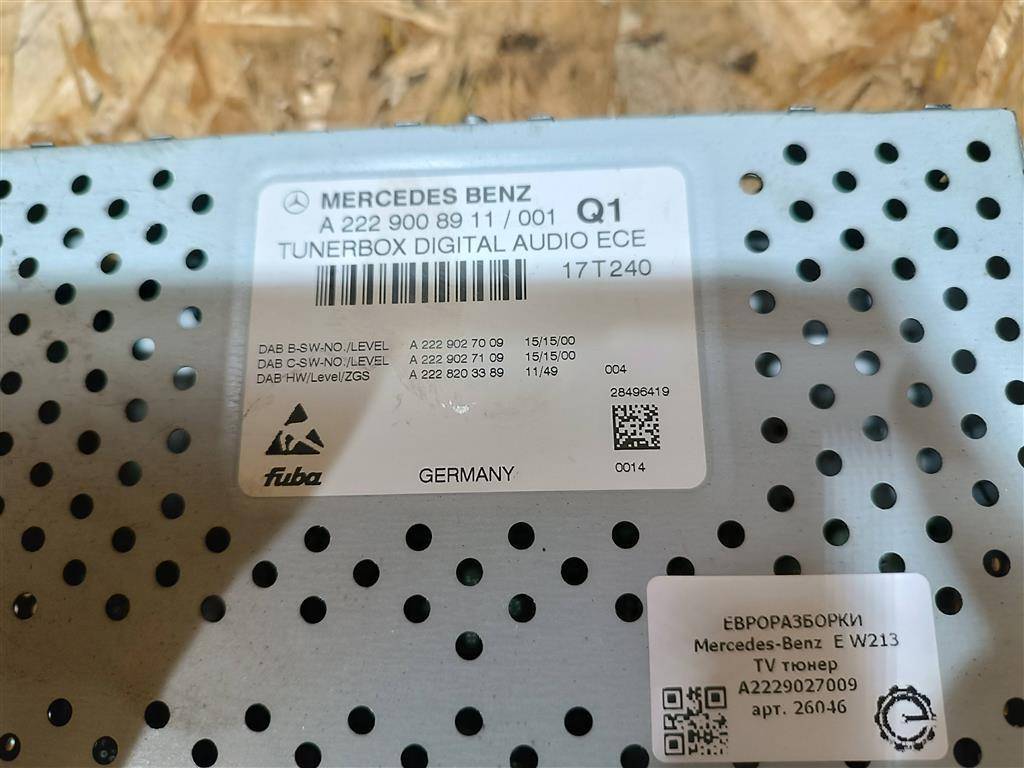 MERCEDES BENZ
A 222 900 89 11 / 001 Q1
TUNERBOX DIGITAL AUDIO ECE
17T240
DAB B-SW-NO./LEVEL A 222 902 70 09 15/15/00
DAB C-SW-NO./LEVEL A 222 902 71 09 15/15/00
DAB HW/Level/ZGS A 222 820 33 89 11/49 004
28496419
0014
fuba GERMANY
ЕВРОРАЗБОРКИ
Mercedes-Benz E W213
TV тюнер
A2229027009
арт. 26046